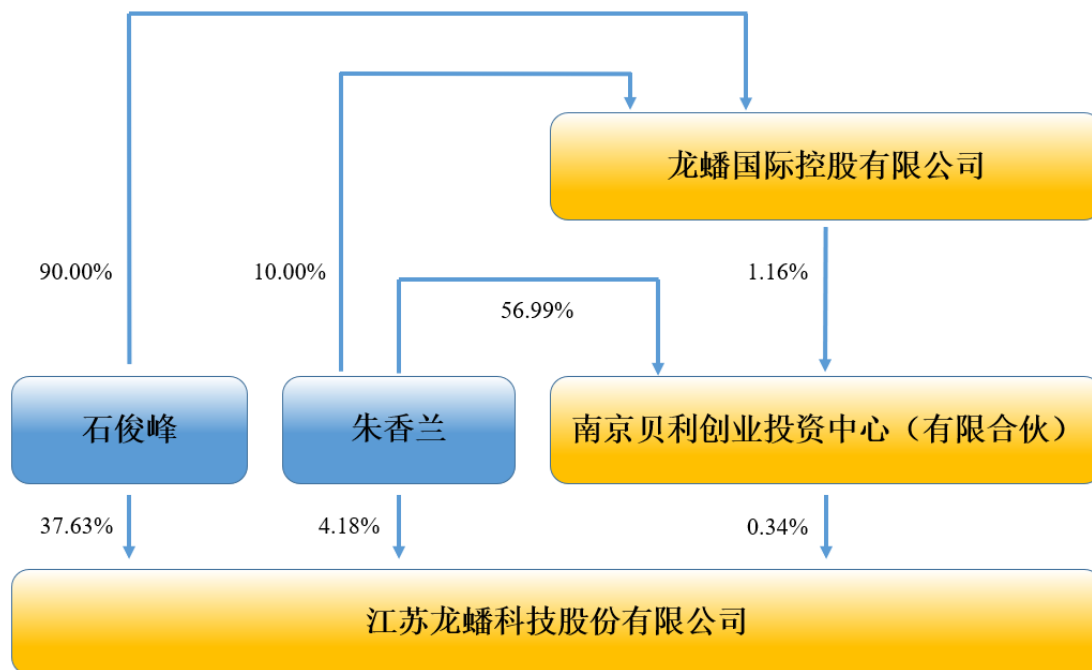 龙蟠国际控股有限公司
90.00%
10.00%
1.16%
56.99%
石俊峰
朱香兰
南京贝利创业投资中心（有限合伙）
37.63%
4.18%
0.34%
江苏龙蟠科技股份有限公司